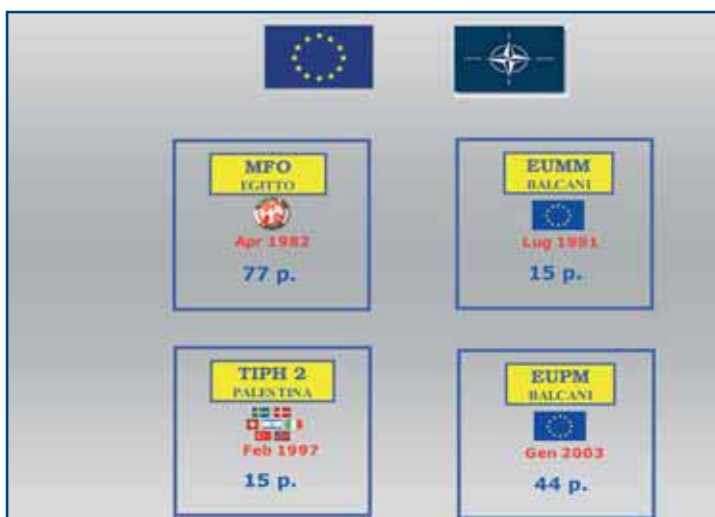 MFO
EGITTO
Apr 1982
77 p.
EUMM
BALCANI
Lug 1991
15 p.
TIPH 2
PALESTINA
Feb 1997
15 p.
EUPM
BALCANI
Gen 2003
44 p.